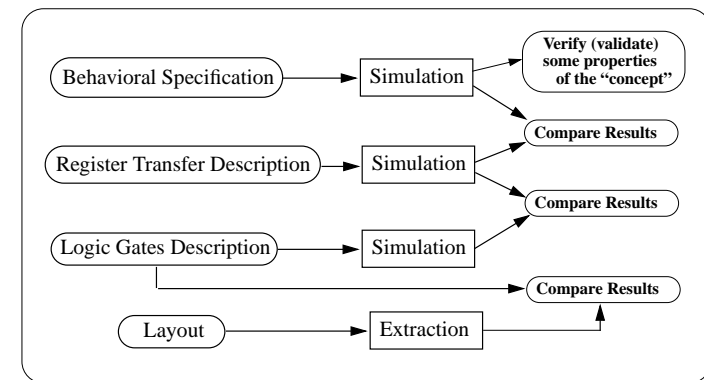 Verify (validate)
some properties
of the “concept”
Behavioral Specification
Simulation
Compare Results
Register Transfer Description
Simulation
Compare Results
Logic Gates Description
Simulation
Compare Results
Layout
Extraction